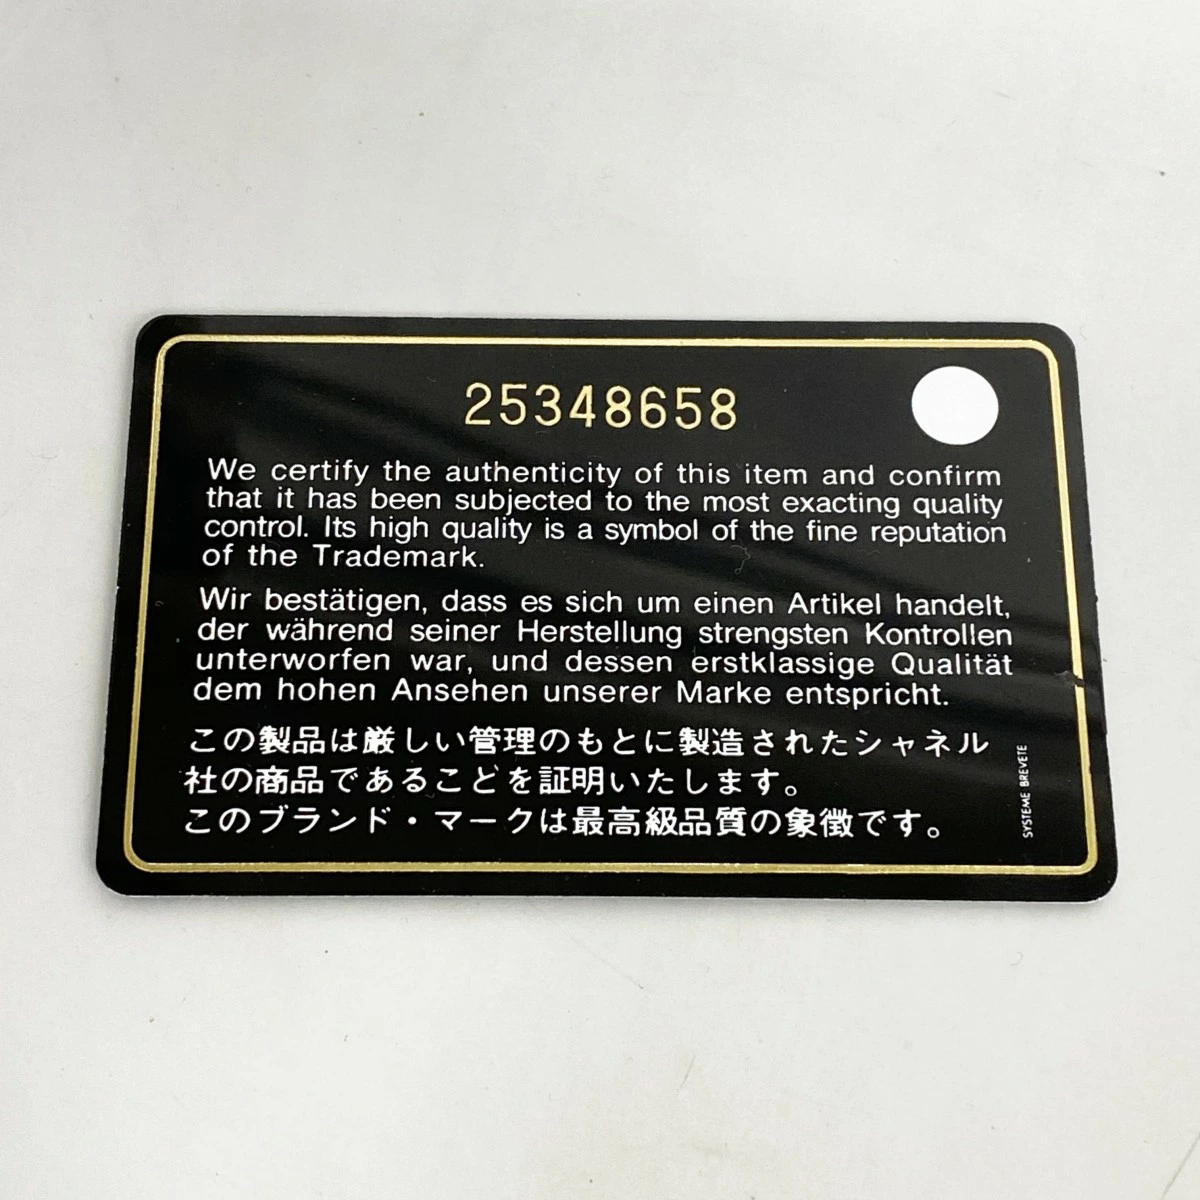 25348658
We certify the authenticity of this item and confirm
that it has been subjected to the most exacting quality
control. Its high quality is a symbol of the fine reputation
of the Trademark.
Wir bestätigen, dass es sich um einen Artikel handelt,
der während seiner Herstellung strengsten Kontrollen
unterworfen war, und dessen erstklassige Qualität
dem hohen Ansehen unserer Marke entspricht.
この製品は厳しい管理のもとに製造されたシャネル
社の商品であることを証明いたします。
このブランド・マークは最高級品質の象徴です。
SYSTEME BREVETE